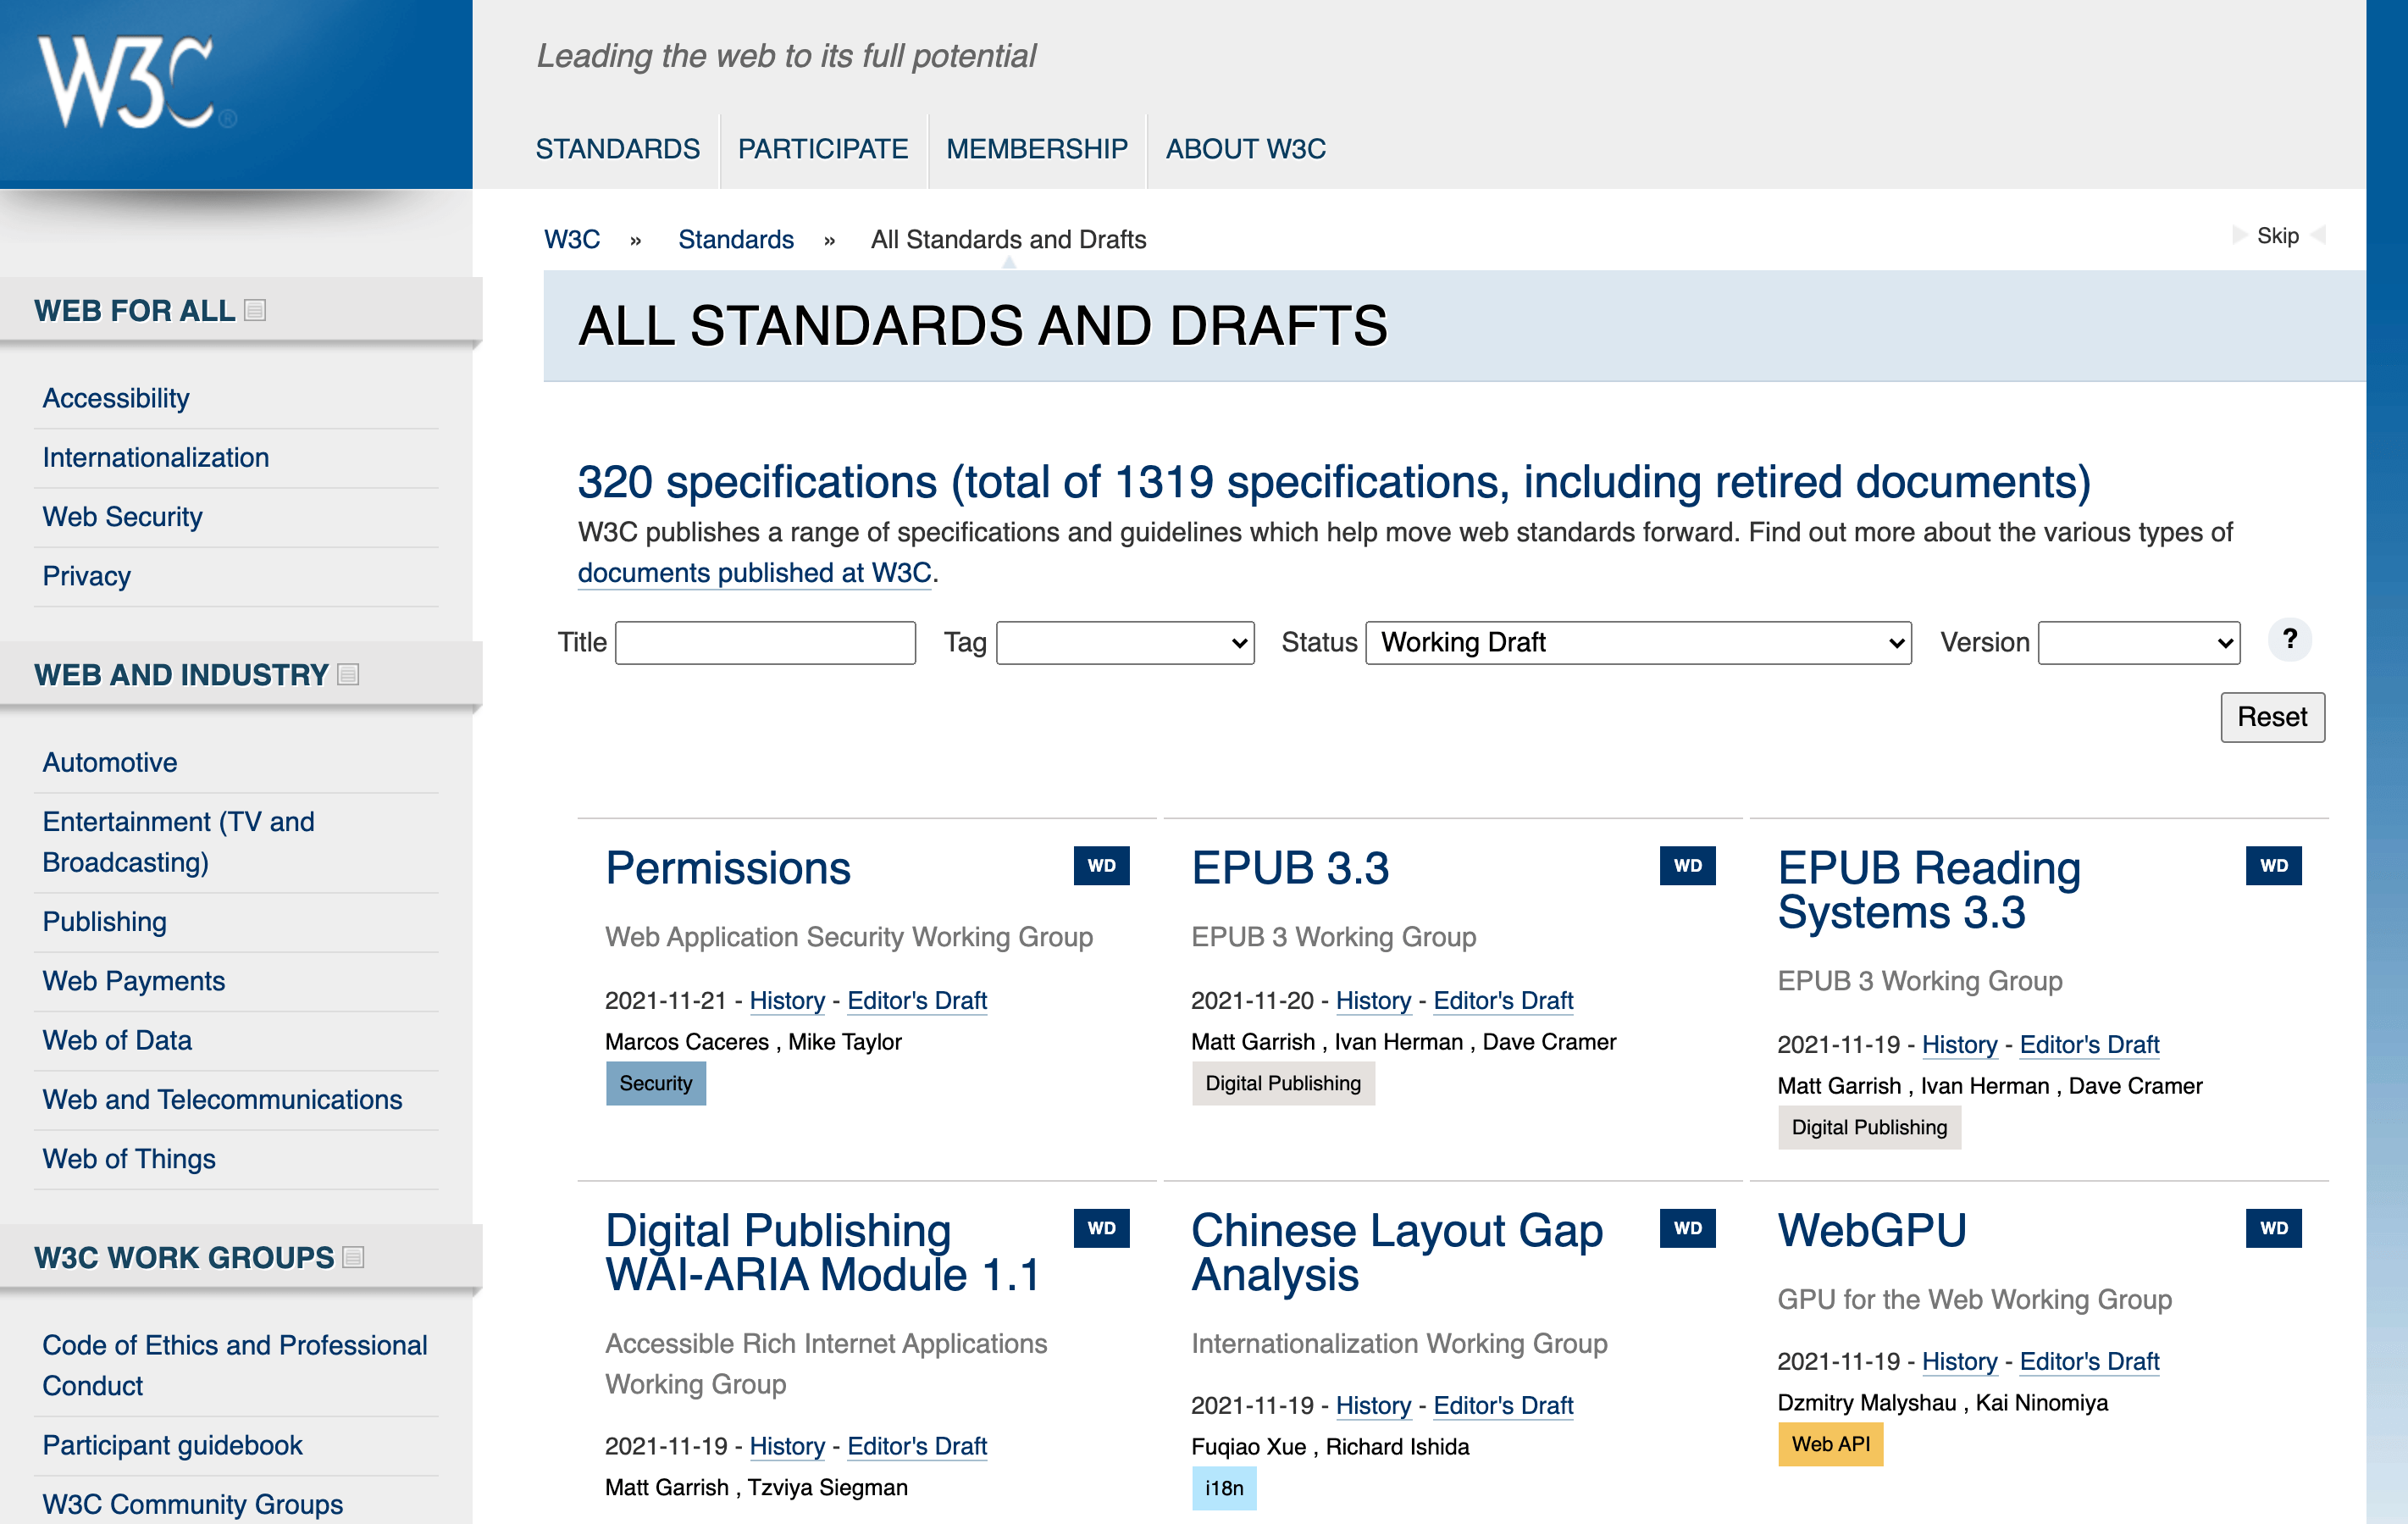 W3C®
Leading the web to its full potential
STANDARDS PARTICIPATE MEMBERSHIP ABOUT W3C
W3C » Standards » All Standards and Drafts
Skip
WEB FOR ALL
Accessibility
Internationalization
Web Security
Privacy
WEB AND INDUSTRY
Automotive
Entertainment (TV and
Broadcasting)
Publishing
Web Payments
Web of Data
Web and Telecommunications
Web of Things
W3C WORK GROUPS
Code of Ethics and Professional
Conduct
Participant guidebook
W3C Community Groups
ALL STANDARDS AND DRAFTS
320 specifications (total of 1319 specifications, including retired documents)
W3C publishes a range of specifications and guidelines which help move web standards forward. Find out more about the various types of
documents published at W3C.
Title Tag Status Working Draft Version ?
Reset
Permissions WD
Web Application Security Working Group
2021-11-21 - History - Editor's Draft
Marcos Caceres , Mike Taylor
Security
EPUB 3.3 WD
EPUB 3 Working Group
2021-11-20 - History - Editor's Draft
Matt Garrish , Ivan Herman , Dave Cramer
Digital Publishing
EPUB Reading WD
Systems 3.3
EPUB 3 Working Group
2021-11-19 - History - Editor's Draft
Matt Garrish , Ivan Herman , Dave Cramer
Digital Publishing
Digital Publishing WD
WAI-ARIA Module 1.1
Accessible Rich Internet Applications
Working Group
2021-11-19 - History - Editor's Draft
Matt Garrish , Tzviya Siegman
Chinese Layout Gap WD
Analysis
Internationalization Working Group
2021-11-19 - History - Editor's Draft
Fuqiao Xue , Richard Ishida
i18n
WebGPU WD
GPU for the Web Working Group
2021-11-19 - History - Editor's Draft
Dzmitry Malyshau , Kai Ninomiya
Web API